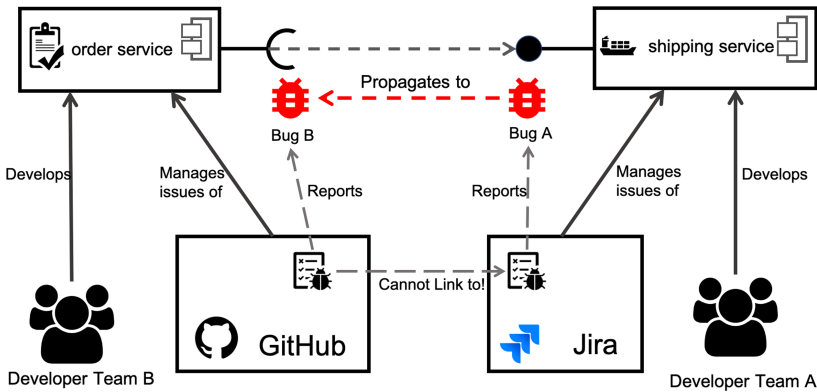 order service
shipping service
Propagates to
Bug B
Bug A
Develops
Manages
issues of
Reports
Reports
Manages
issues of
Develops
Cannot Link to!
GitHub
Jira
Developer Team B
Developer Team A